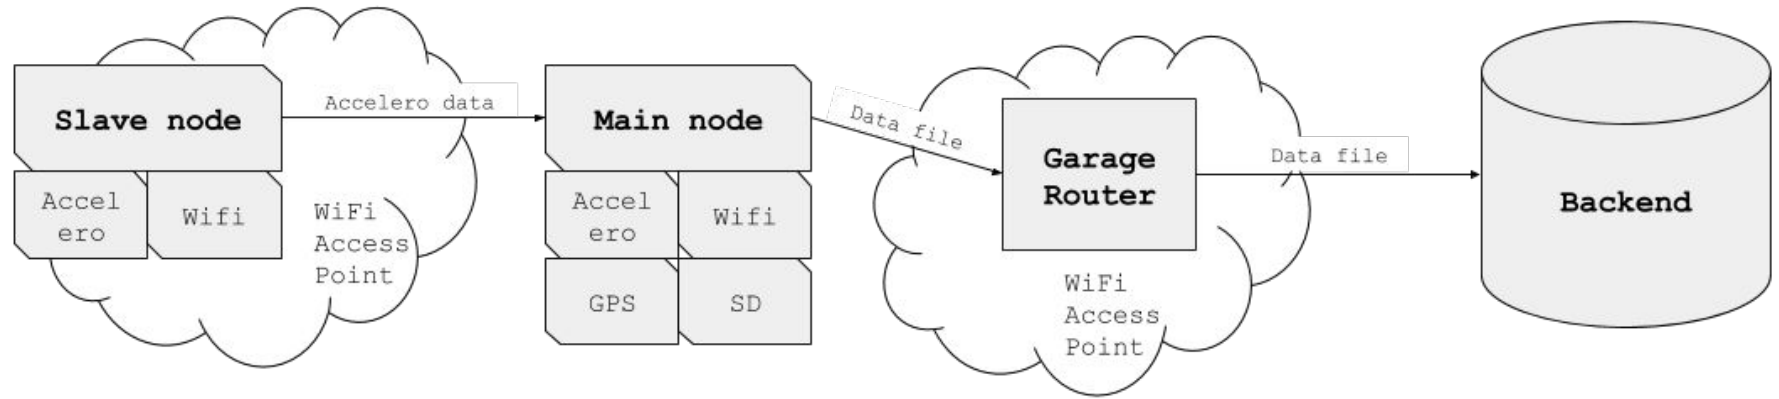 Slave node
Accel
ero
Wifi
WiFi
Access
Point
Accelero data
Main node
Accel
ero
Wifi
GPS
SD
Data file
Garage
Router
WiFi
Access
Point
Data file
Backend